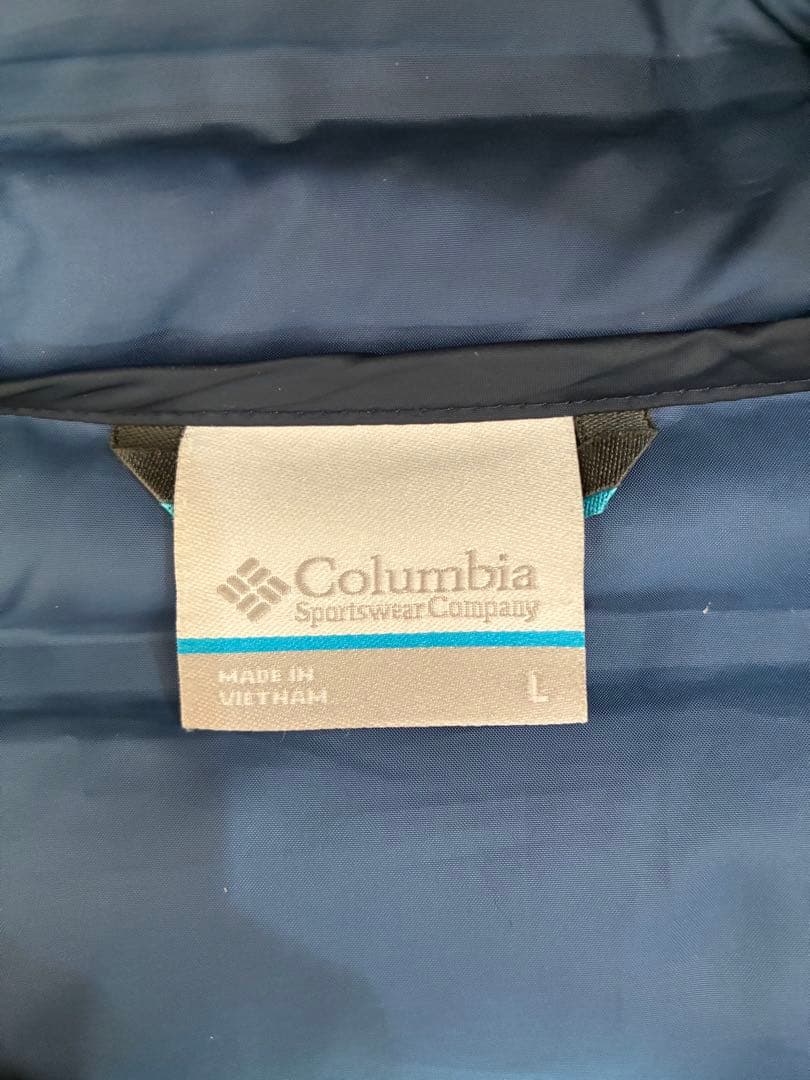 Columbia
Sportswear Company
MADE IN
VIETNAM
L